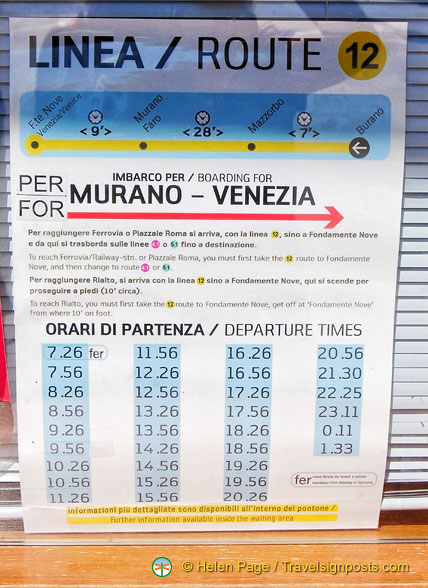 LINEA / ROUTE 12
F.te Nove
Venezia/Venice
Murano
Faro
Mazzorbo
Burano
< 9' >
< 28' >
< 7' >
PER
FOR
IMBARCO PER / BOARDING FOR
MURANO – VENEZIA
Per raggiungere Ferrovia o Piazzale Roma si arriva, con la linea 12, sino a Fondamente Nove
e da qui si trasborda sulle linee 4.1 o 5.1 fino a destinazione.
To reach Ferrovia/Railway-stn. or Piazzale Roma, you must first take the 12 route to Fondamente
Nove, and then change to route 4.1 or 5.1.
Per raggiungere Rialto, si arriva con la linea 12 sino a Fondamente Nove, qui si scende per
proseguire a piedi (10' circa).
To reach Rialto, you must first take the 12 route to Fondamente Nove, get off at 'Fondamente Nove'
from where 10' on foot.
ORARI DI PARTENZA / DEPARTURE TIMES
7.26 fer 11.56 16.26 20.56
7.56 12.26 16.56 21.30
8.26 12.56 17.26 22.25
8.56 13.26 17.56 23.11
9.26 13.56 18.26 0.11
9.56 14.26 18.56 1.33
10.26 14.56 19.26
10.56 15.26 19.56
11.26 15.56 20.26
fer
Informazioni più dettagliate sono disponibili all'interno del pontone /
Further information available inside the waiting area
© Helen Page / Travelsignposts.com